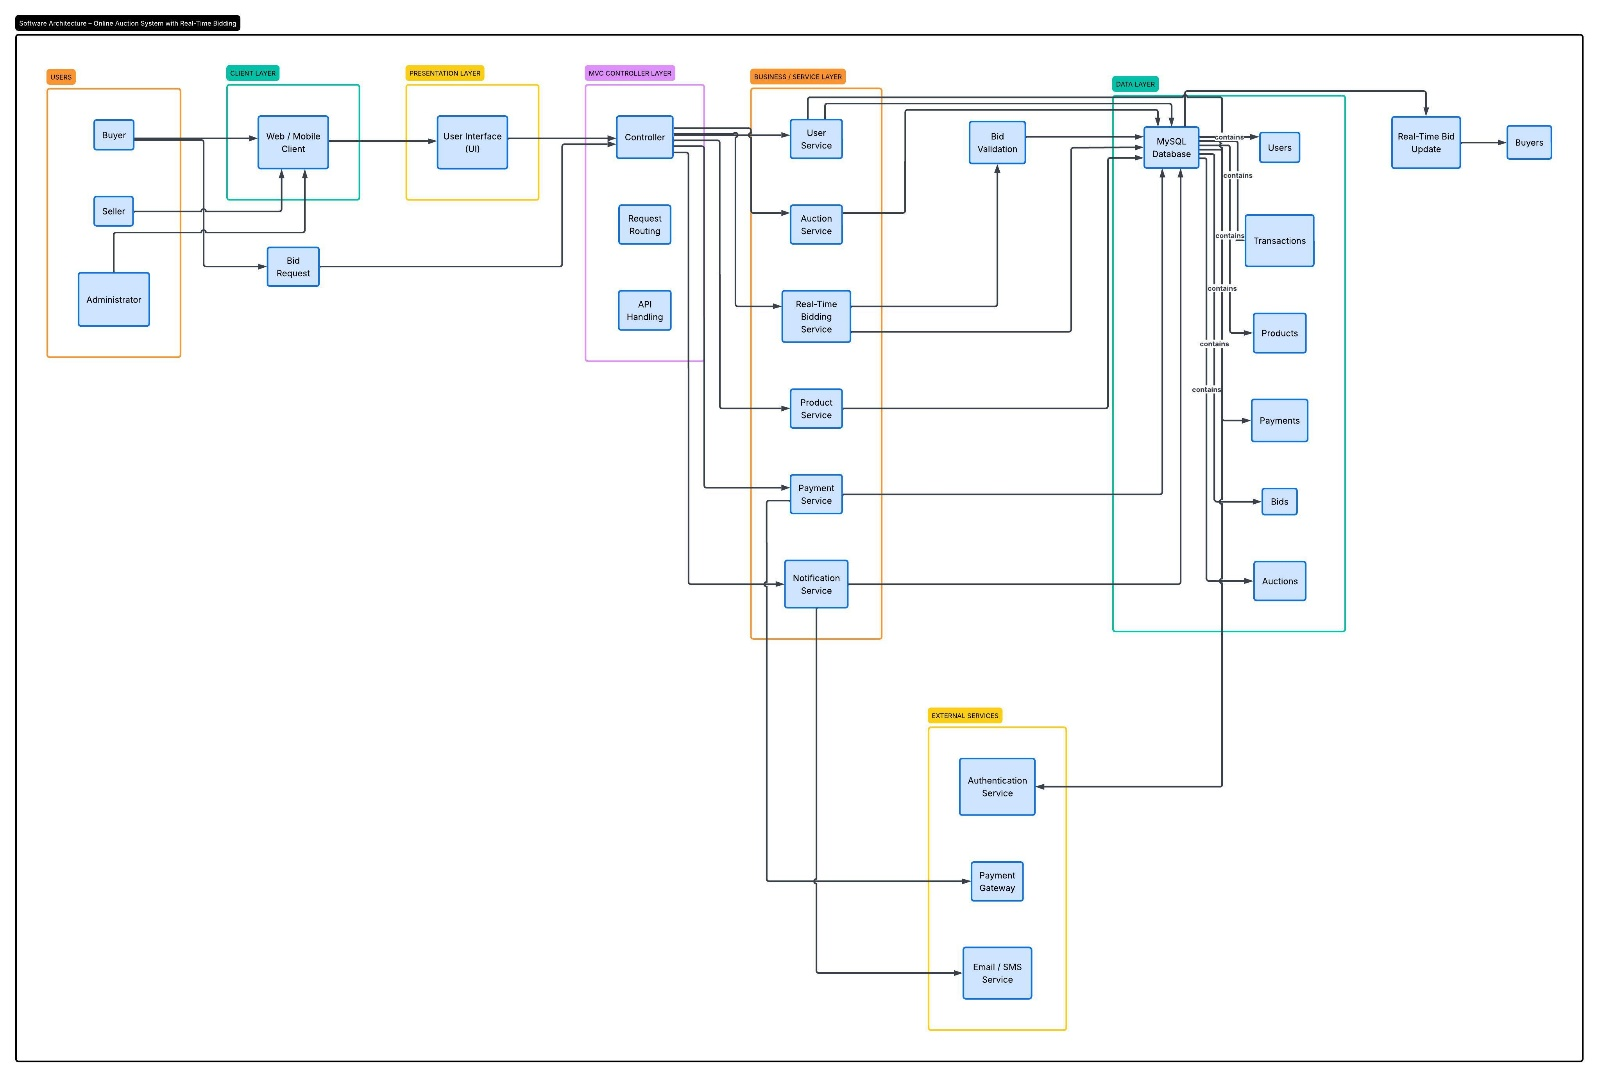 Software Architecture – Online Auction System with Real-Time Bidding
USERS
Buyer
Seller
Administrator
CLIENT LAYER
Web / Mobile
Client
Bid
Request
PRESENTATION LAYER
User Interface
(UI)
MVC CONTROLLER LAYER
Controller
Request
Routing
API
Handling
BUSINESS / SERVICE LAYER
User
Service
Auction
Service
Real-Time
Bidding
Service
Product
Service
Payment
Service
Notification
Service
Bid
Validation
DATA LAYER
MySQL
Database
contains
contains
contains
contains
contains
contains
Users
Transactions
Products
Payments
Bids
Auctions
Real-Time Bid
Update
Buyers
EXTERNAL SERVICES
Authentication
Service
Payment
Gateway
Email / SMS
Service